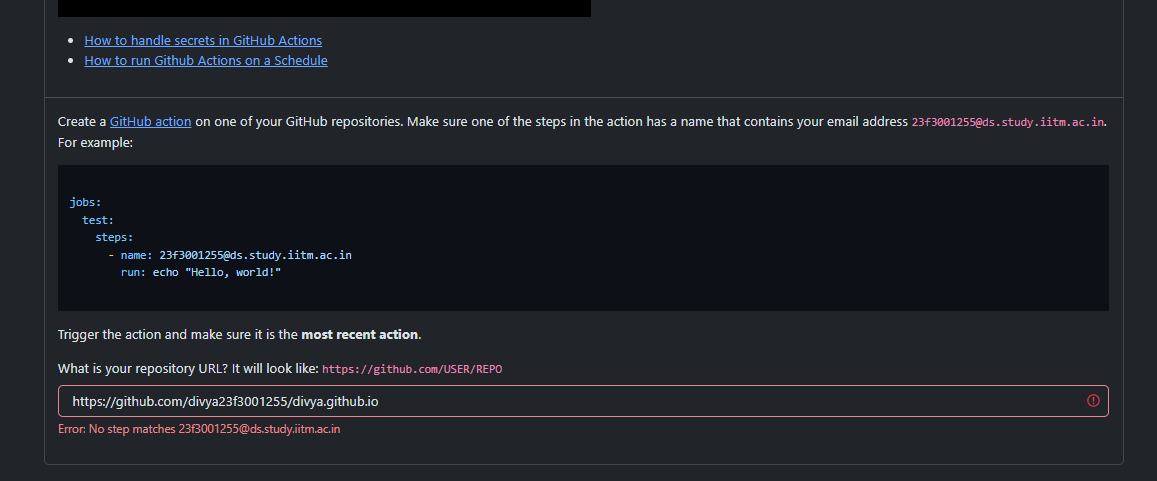 How to handle secrets in GitHub Actions
How to run Github Actions on a Schedule
Create a GitHub action on one of your GitHub repositories. Make sure one of the steps in the action has a name that contains your email address 23f3001255@ds.study.iitm.ac.in.
For example:
jobs:
  test:
    steps:
      - name: 23f3001255@ds.study.iitm.ac.in
        run: echo "Hello, world!"
Trigger the action and make sure it is the most recent action.
What is your repository URL? It will look like: https://github.com/USER/REPO
https://github.com/divya23f3001255/divya.github.io
Error: No step matches 23f3001255@ds.study.iitm.ac.in